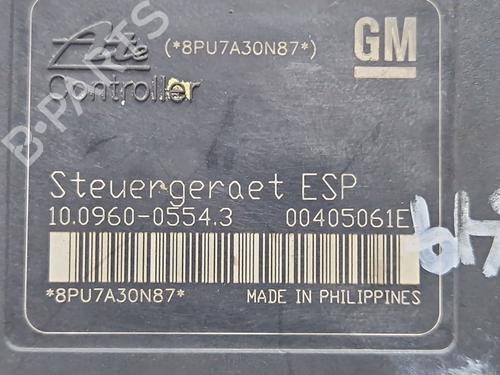 Ate (*8PU7A30N87*) GM
Controller
Steuergeraet ESP
10.0960-0554.3 00405061E
*8PU7A30N87* MADE IN PHILIPPINES
B-PARTS